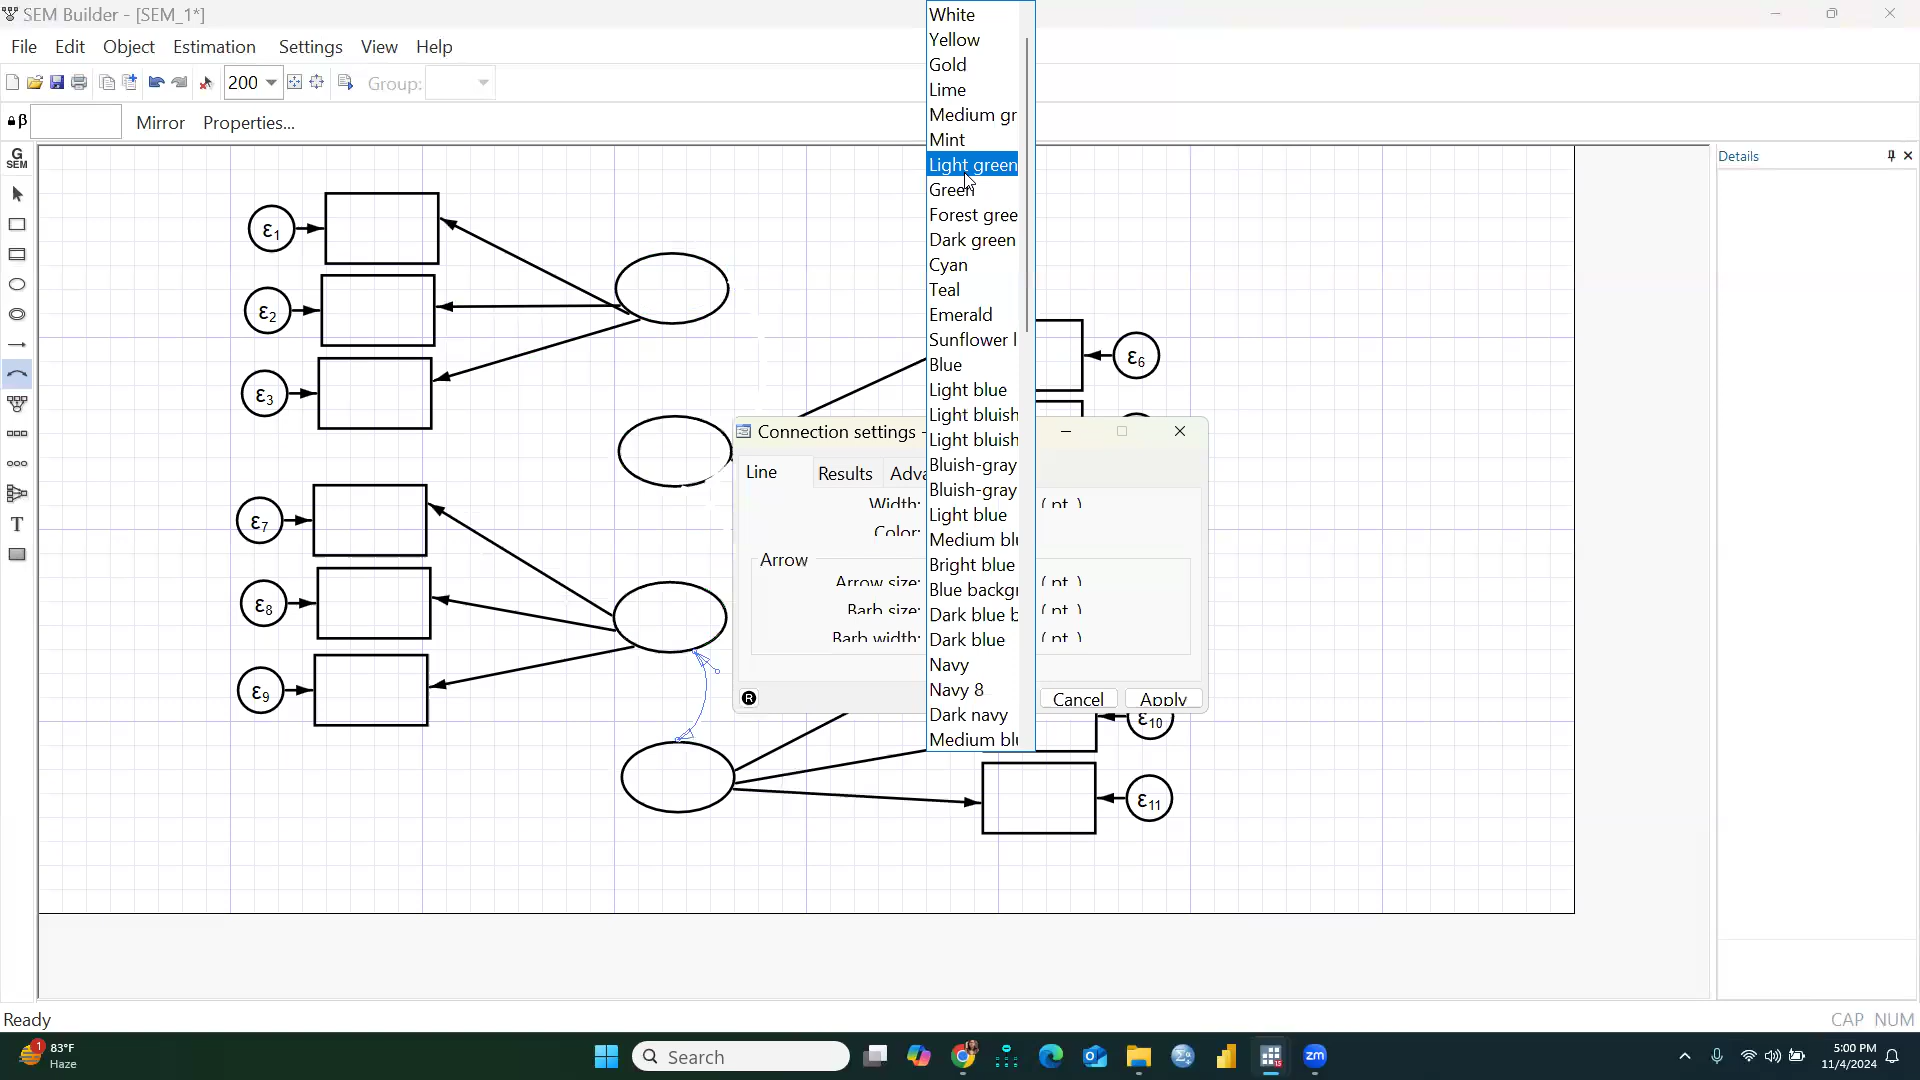 SEM Builder - [SEM_1*]
File Edit Object Estimation Settings View Help
200 Group:
β Mirror Properties...
G
SEM
T
Details
ε1
ε2
ε3
ε6
ε7
ε8
ε9
ε10
ε11
White
Yellow
Gold
Lime
Medium gr
Mint
Light green
Green
Forest gree
Dark green
Cyan
Teal
Emerald
Sunflower l
Blue
Light blue
Light bluish
Light bluish
Bluish-gray
Bluish-gray
Light blue
Medium blu
Bright blue
Blue backgr
Dark blue b
Dark blue
Navy
Navy 8
Dark navy
Medium blu
Connection settings -
Line Results Adva
Width: ( pt. )
Color:
Arrow
Arrow size: ( pt. )
Barb size: ( pt. )
Barb width: ( pt. )
R Cancel Apply
Ready
CAP NUM
1
83°F
Haze
Search
zm
5:00 PM
11/4/2024